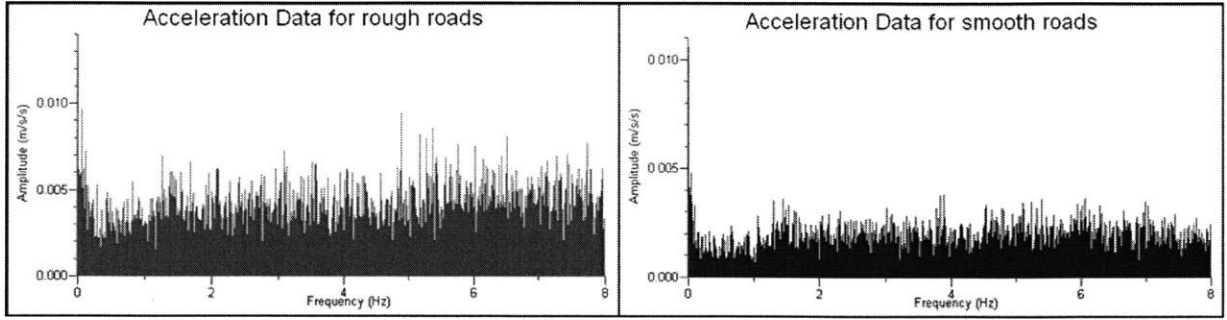 Acceleration Data for rough roads
Amplitude (m/s/s)
0.010
0.005
0.000
0 2 4 6 8
Frequency (Hz)
Acceleration Data for smooth roads
Amplitude (m/s/s)
0.010
0.005
0.000
0 2 4 6 8
Frequency (Hz)